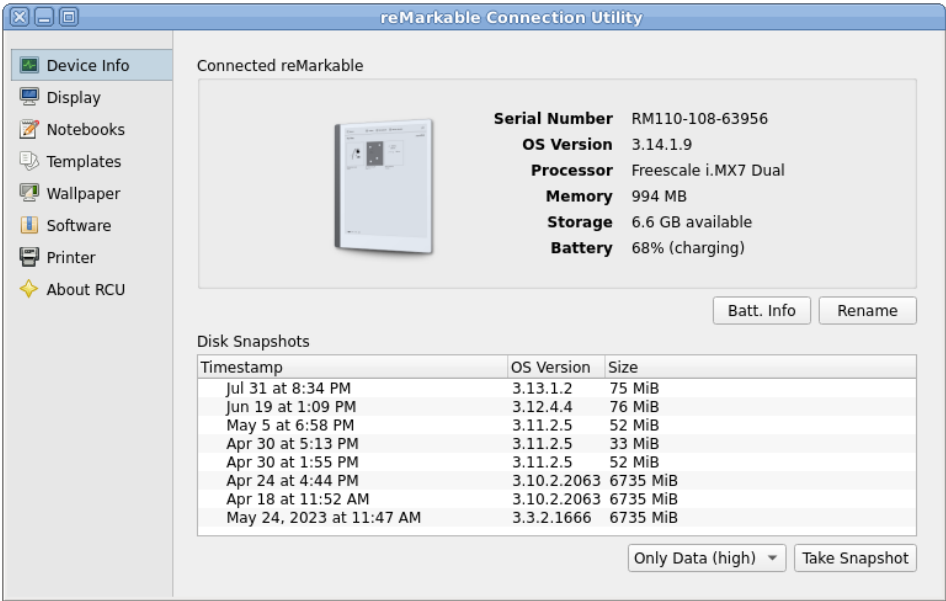 reMarkable Connection Utility
Device Info
Display
Notebooks
Templates
Wallpaper
Software
Printer
About RCU
Connected reMarkable
Serial Number RM110-108-63956
OS Version 3.14.1.9
Processor Freescale i.MX7 Dual
Memory 994 MB
Storage 6.6 GB available
Battery 68% (charging)
Batt. Info Rename
Disk Snapshots
Timestamp OS Version Size
Jul 31 at 8:34 PM 3.13.1.2 75 MiB
Jun 19 at 1:09 PM 3.12.4.4 76 MiB
May 5 at 6:58 PM 3.11.2.5 52 MiB
Apr 30 at 5:13 PM 3.11.2.5 33 MiB
Apr 30 at 1:55 PM 3.11.2.5 52 MiB
Apr 24 at 4:44 PM 3.10.2.2063 6735 MiB
Apr 18 at 11:52 AM 3.10.2.2063 6735 MiB
May 24, 2023 at 11:47 AM 3.3.2.1666 6735 MiB
Only Data (high) Take Snapshot